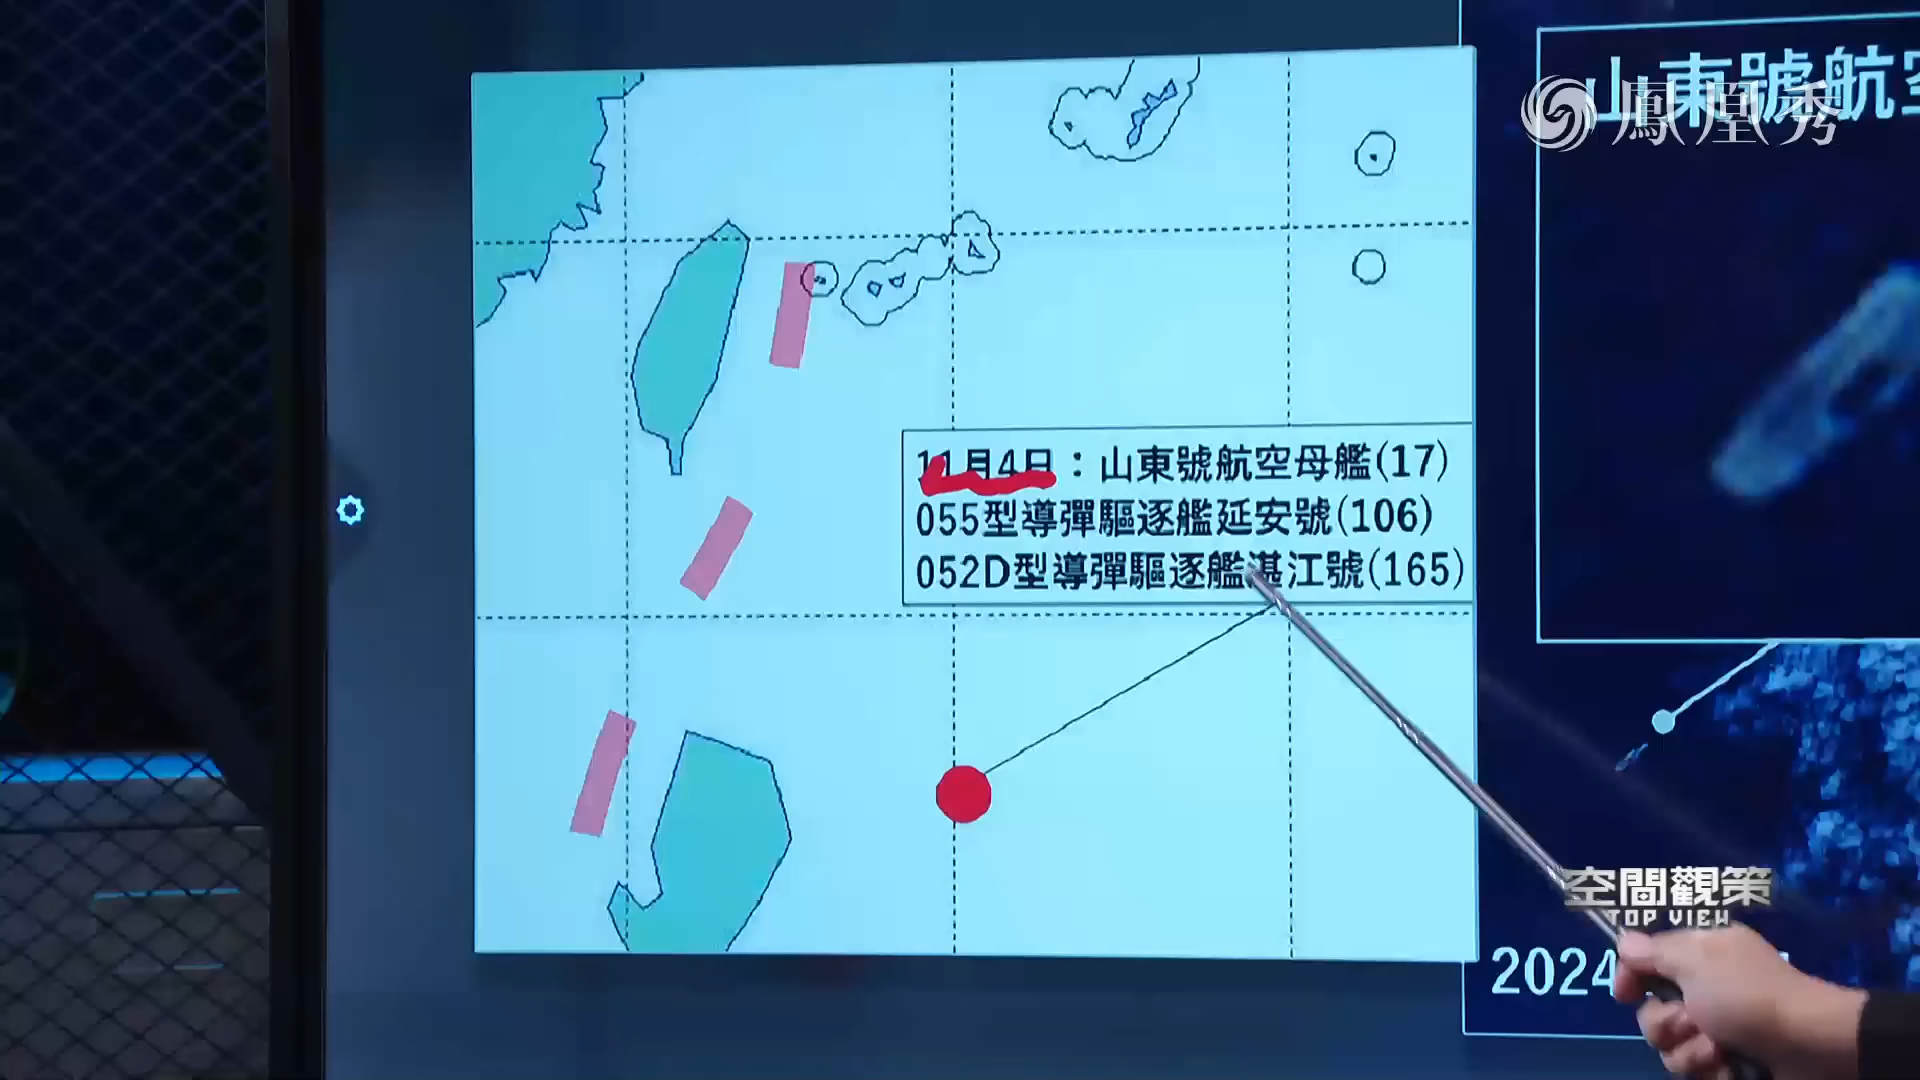 山東號航空
鳳凰秀
11月4日：山東號航空母艦(17)
055型導彈驅逐艦延安號(106)
052D型導彈驅逐艦湛江號(165)
空間觀策
TOP VIEW
2024